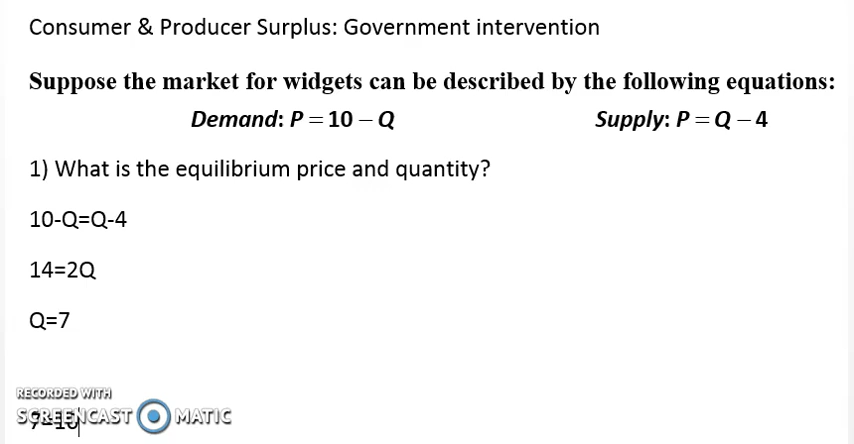 Consumer & Producer Surplus: Government intervention
Suppose the market for widgets can be described by the following equations:
Demand: P = 10 – Q Supply: P = Q – 4
1) What is the equilibrium price and quantity?
10-Q=Q-4
14=2Q
Q=7
RECORDED WITH
SCREENCAST MATIC